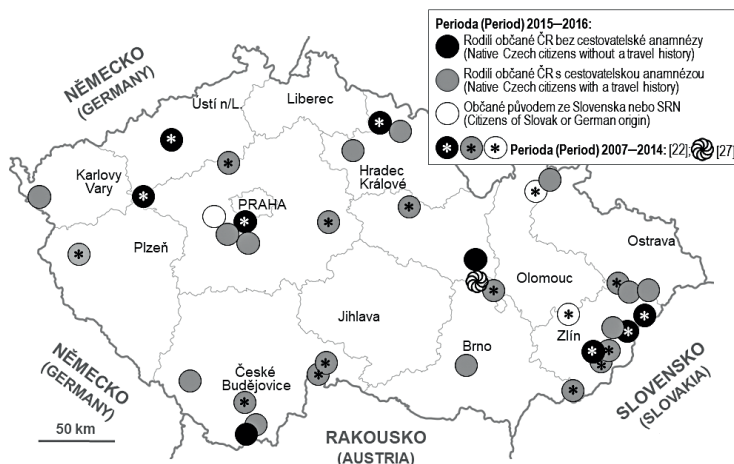 Perioda (Period) 2015—2016:
Rodilí občané ČR bez cestovatelské anamnézy
(Native Czech citizens without a travel history)
Rodilí občané ČR s cestovatelskou anamnézou
(Native Czech citizens with a travel history)
Občané původem ze Slovenska nebo SRN
(Citizens of Slovak or German origin)
Perioda (Period) 2007—2014: [22]; [27]
NĚMECKO
(GERMANY)
Ústí n/L.
Liberec
Karlovy
Vary
Hradec
Králové
PRAHA
Plzeň
Ostrava
Olomouc
Jihlava
Zlín
Brno
České
Budějovice
NĚMECKO
(GERMANY)
SLOVENSKO
(SLOVAKIA)
50 km
RAKOUSKO
(AUSTRIA)